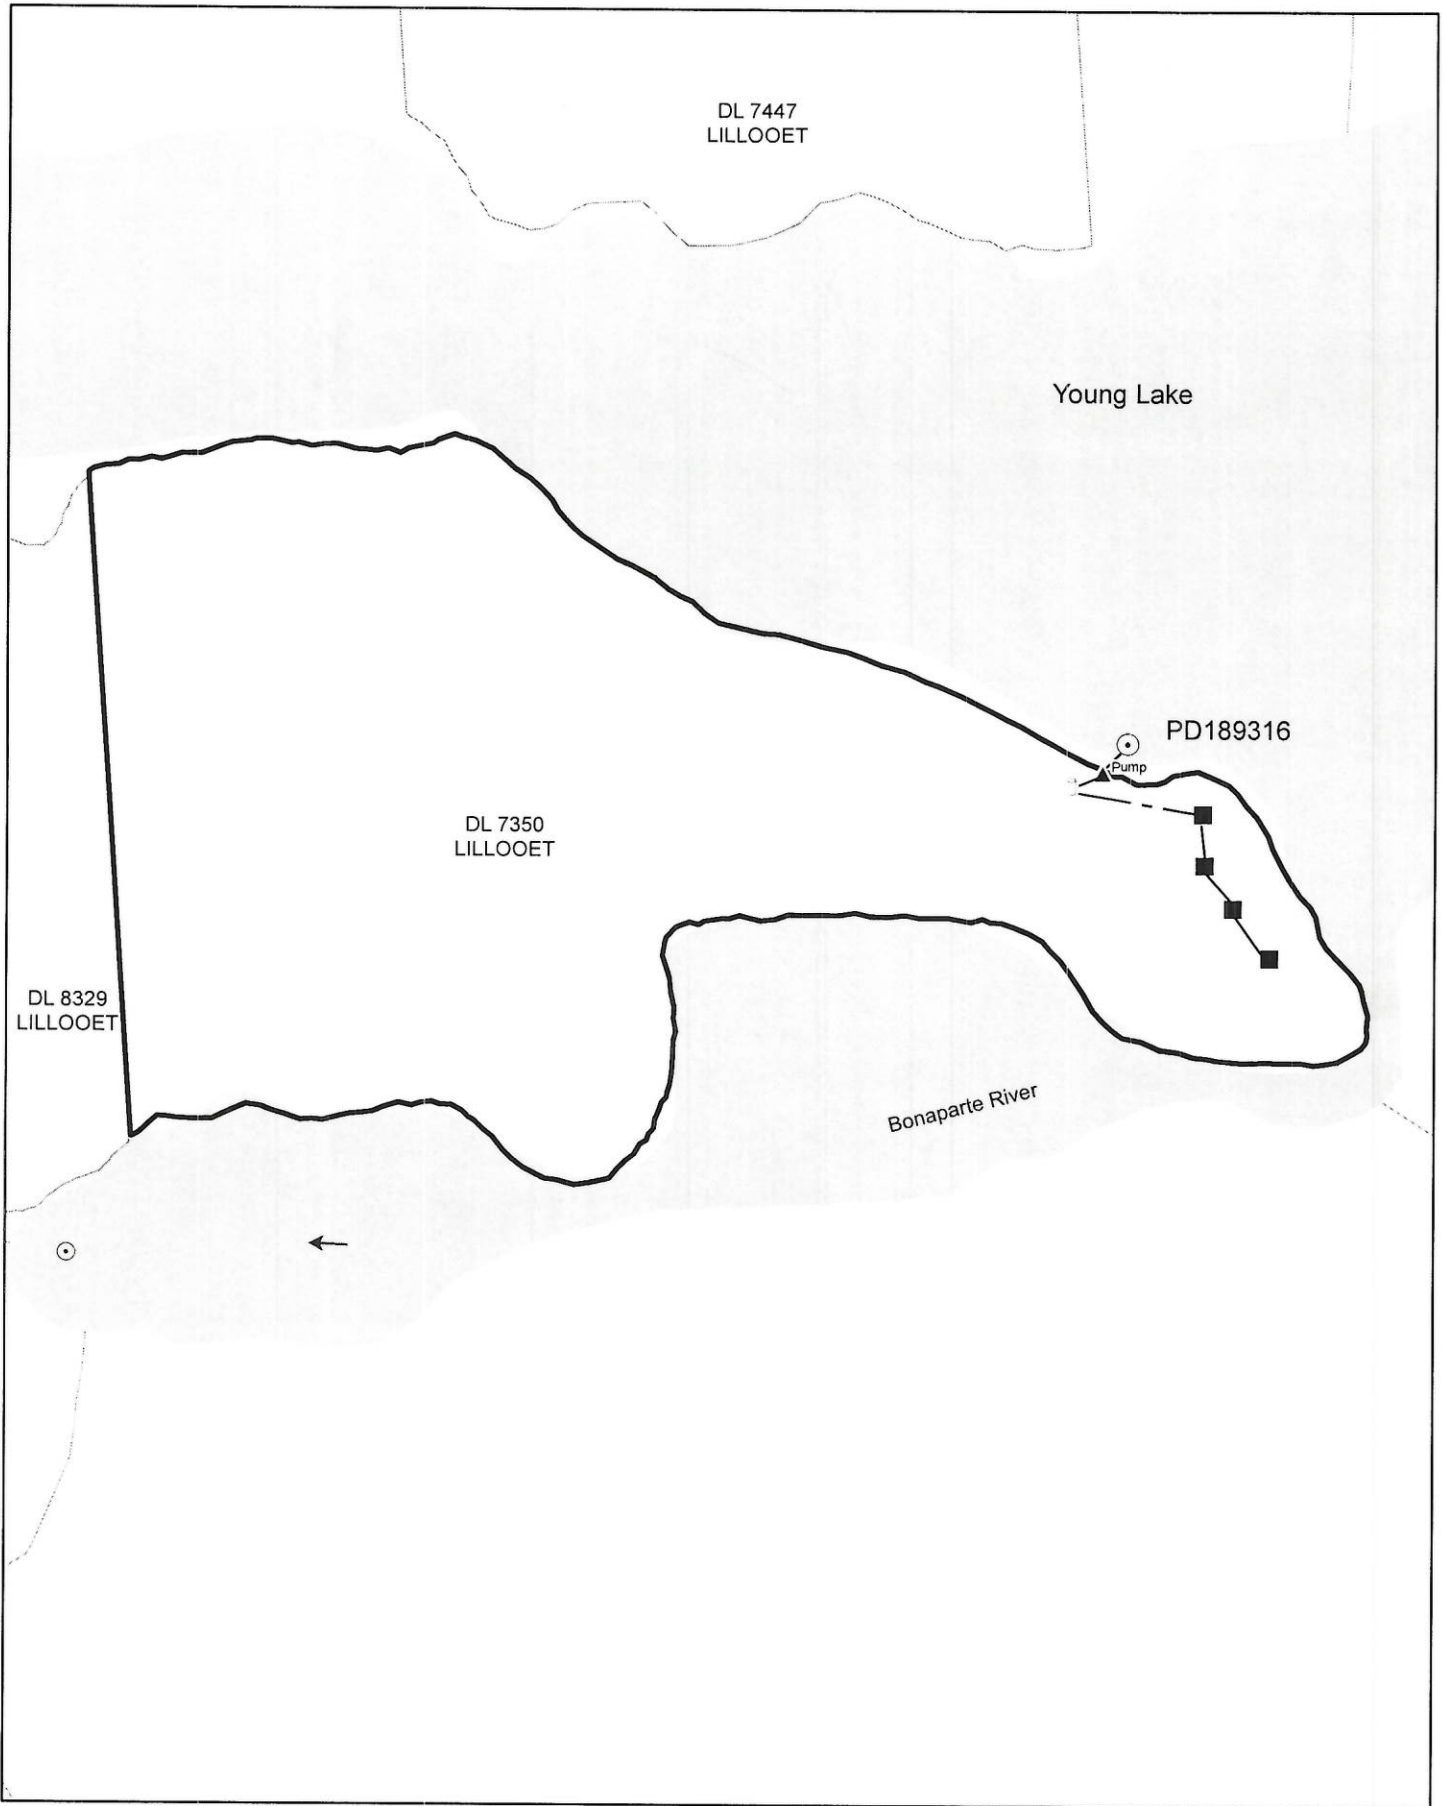 DL 7447
LILLOOET
Young Lake
PD189316
Pump
DL 7350
LILLOOET
DL 8329
LILLOOET
Bonaparte River